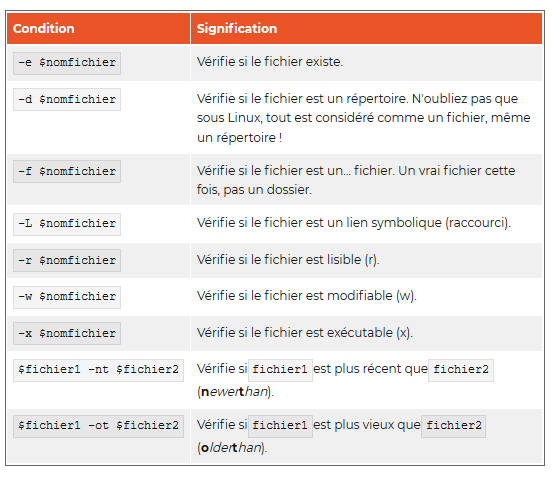 Condition Signification
-e $nomfichier Vérifie si le fichier existe.
-d $nomfichier Vérifie si le fichier est un répertoire. N'oubliez pas que
sous Linux, tout est considéré comme un fichier, même
un répertoire !
-f $nomfichier Vérifie si le fichier est un... fichier. Un vrai fichier cette
fois, pas un dossier.
-L $nomfichier Vérifie si le fichier est un lien symbolique (raccourci).
-r $nomfichier Vérifie si le fichier est lisible (r).
-w $nomfichier Vérifie si le fichier est modifiable (w).
-x $nomfichier Vérifie si le fichier est exécutable (x).
$fichier1 -nt $fichier2 Vérifie si fichier1 est plus récent que fichier2
(newerthan).
$fichier1 -ot $fichier2 Vérifie si fichier1 est plus vieux que fichier2
(olderthan).